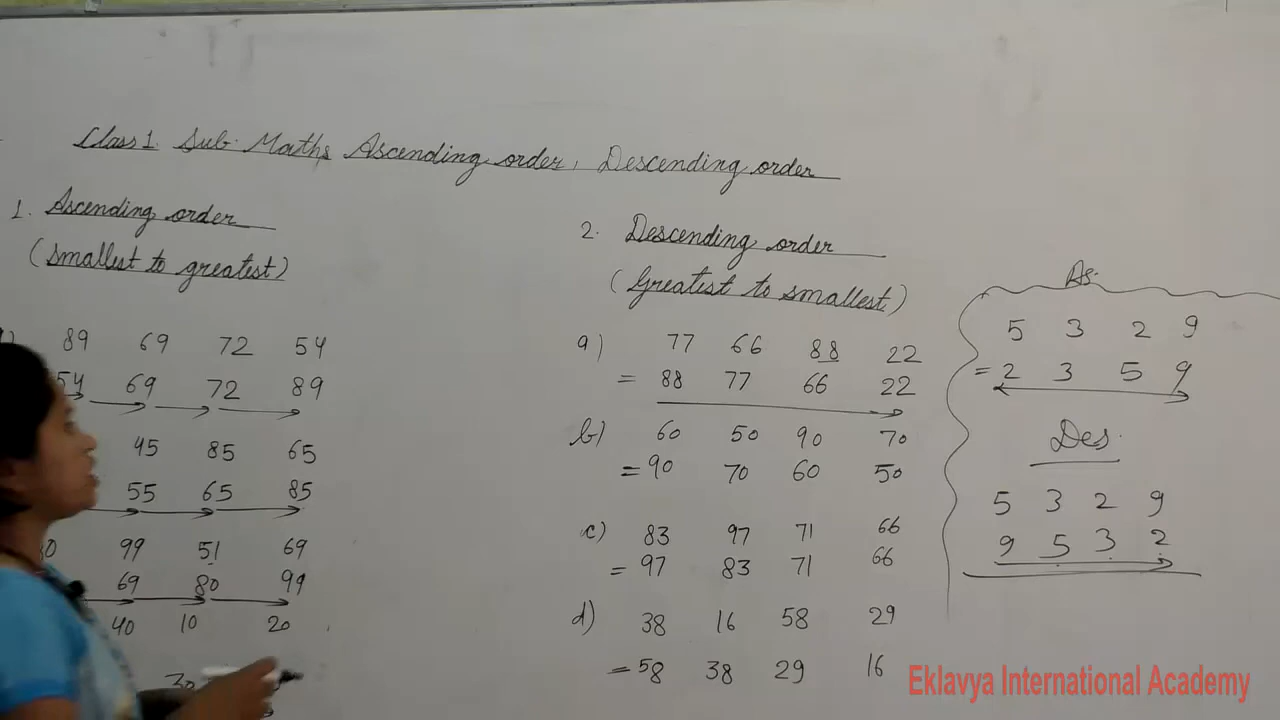 Class 1. Sub. Maths Ascending order, Descending order
1. Ascending order
(Smallest to greatest)
89 69 72 54
54 69 72 89
45 85 65
55 65 85
0 99 51 69
69 80 99
40 10 20
30
2. Descending order
(Greatest to smallest)
a) 77 66 88 22
= 88 77 66 22
b) 60 50 90 70
= 90 70 60 50
c) 83 97 71 66
= 97 83 71 66
d) 38 16 58 29
= 58 38 29 16
As.
5 3 2 9
= 2 3 5 9
Des.
5 3 2 9
9 5 3 2
Eklavya International Academy